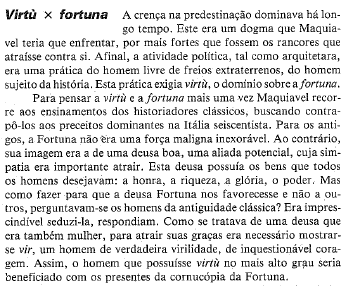 Virtù × fortuna A crença na predestinação dominava há lon-
go tempo. Este era um dogma que Maquia-
vel teria que enfrentar, por mais fortes que fossem os rancores que
atraísse contra si. Afinal, a atividade política, tal como arquitetara,
era uma prática do homem livre de freios extraterrenos, do homem
sujeito da história. Esta prática exigia virtù, o domínio sobre a fortuna.
Para pensar a virtù e a fortuna mais uma vez Maquiavel recor-
re aos ensinamentos dos historiadores clássicos, buscando contra-
pô-los aos preceitos dominantes na Itália seiscentista. Para os anti-
gos, a Fortuna não era uma força maligna inexorável. Ao contrário,
sua imagem era a de uma deusa boa, uma aliada potencial, cuja sim-
patia era importante atrair. Esta deusa possuía os bens que todos
os homens desejavam: a honra, a riqueza, a glória, o poder. Mas
como fazer para que a deusa Fortuna nos favorecesse e não a ou-
tros, perguntavam-se os homens da antiguidade clássica? Era impres-
cindível seduzi-la, respondiam. Como se tratava de uma deusa que
era também mulher, para atrair suas graças era necessário mostrar-
se vir, um homem de verdadeira virilidade, de inquestionável cora-
gem. Assim, o homem que possuísse virtù no mais alto grau seria
beneficiado com os presentes da cornucópia da Fortuna.